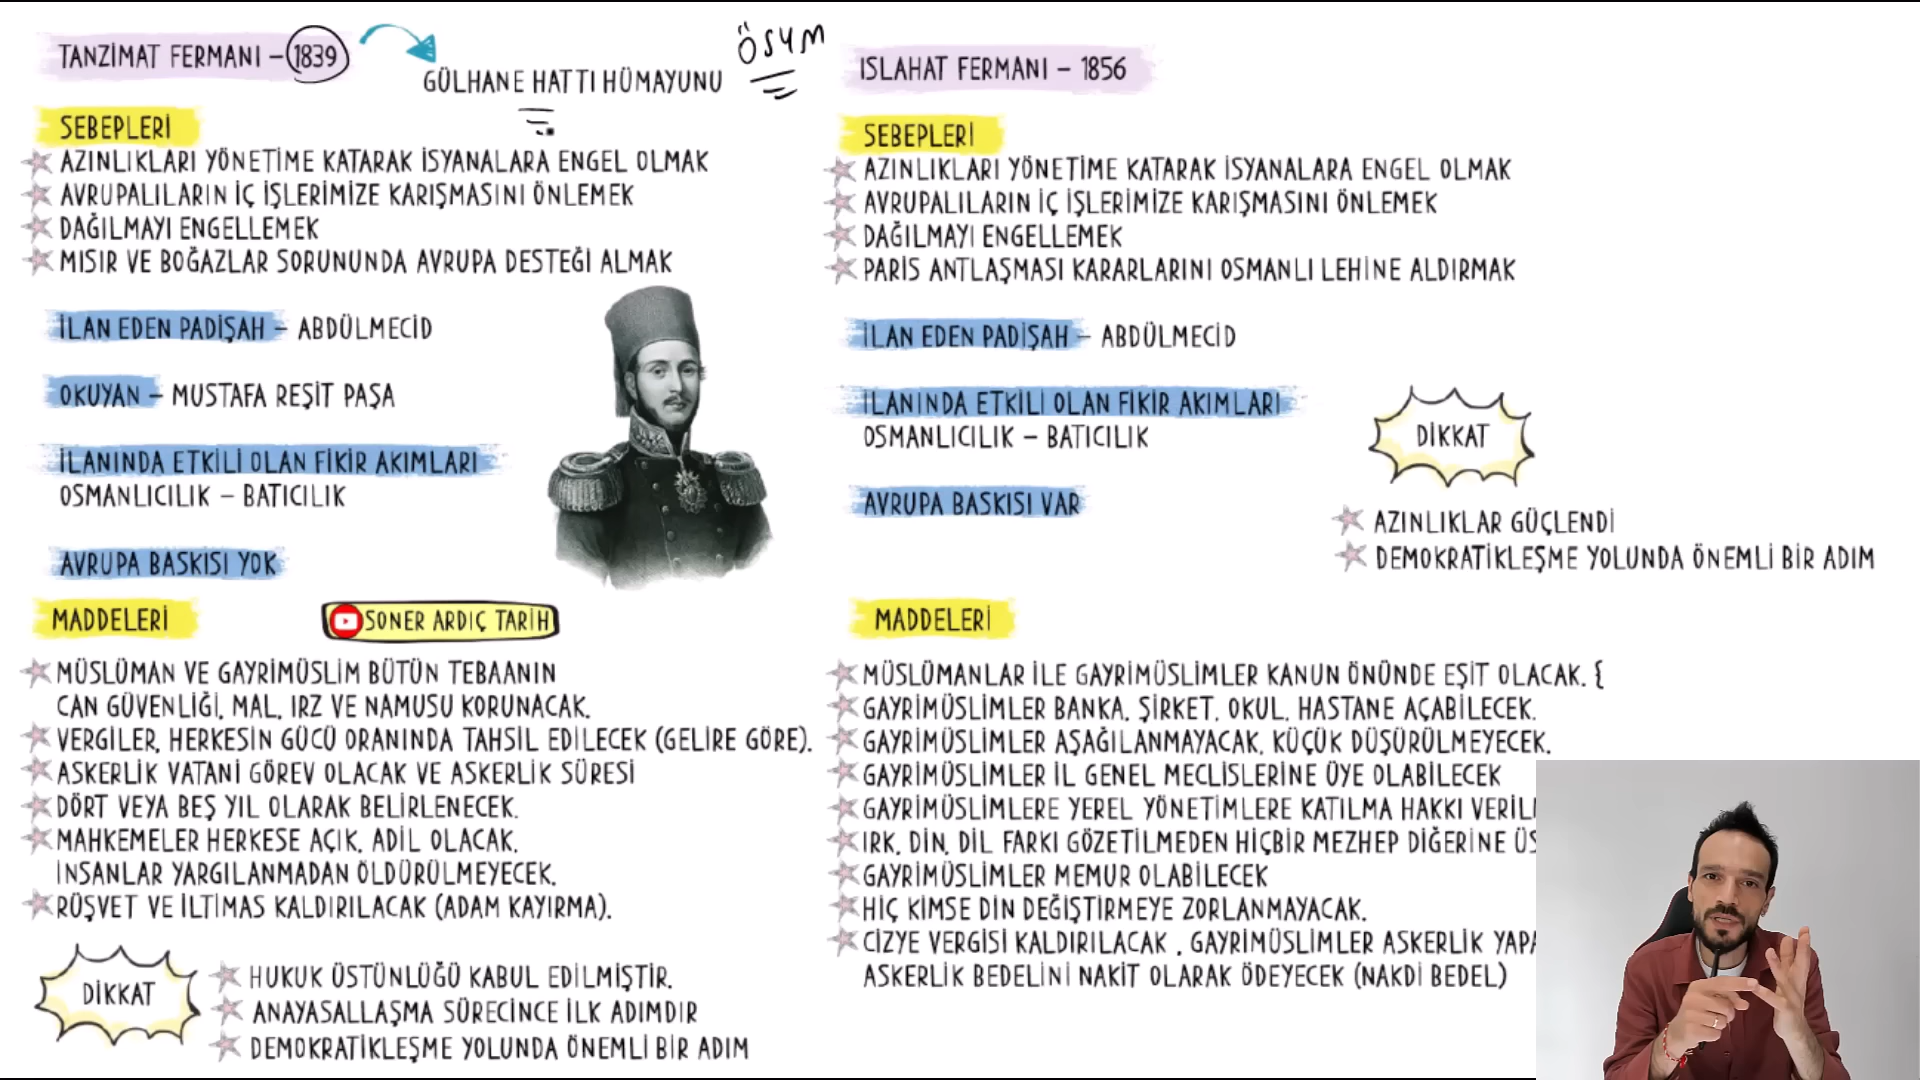 TANZİMAT FERMANI – 1839
GÜLHANE HATTI HÜMAYUNU
ÖSYM
SEBEPLERİ
AZINLIKLARI YÖNETİME KATARAK İSYANALARA ENGEL OLMAK
AVRUPALILARIN İÇ İŞLERİMİZE KARIŞMASINI ÖNLEMEK
DAĞILMAYI ENGELLEMEK
MISIR VE BOĞAZLAR SORUNUNDA AVRUPA DESTEĞİ ALMAK
İLAN EDEN PADİŞAH – ABDÜLMECİD
OKUYAN – MUSTAFA REŞİT PAŞA
İLANINDA ETKİLİ OLAN FİKİR AKIMLARI
OSMANLICILIK – BATICILIK
AVRUPA BASKISI YOK
MADDELERİ
SONER ARDIÇ TARİH
MÜSLÜMAN VE GAYRİMÜSLİM BÜTÜN TEBAANIN
CAN GÜVENLİĞİ, MAL, IRZ VE NAMUSU KORUNACAK.
VERGİLER, HERKESİN GÜCÜ ORANINDA TAHSİL EDİLECEK (GELİRE GÖRE).
ASKERLİK VATANİ GÖREV OLACAK VE ASKERLİK SÜRESİ
DÖRT VEYA BEŞ YIL OLARAK BELİRLENECEK.
MAHKEMELER HERKESE AÇIK, ADİL OLACAK,
İNSANLAR YARGILANMADAN ÖLDÜRÜLMEYECEK.
RÜŞVET VE İLTİMAS KALDIRILACAK (ADAM KAYIRMA).
DİKKAT
HUKUK ÜSTÜNLÜĞÜ KABUL EDİLMİŞTİR.
ANAYASALLAŞMA SÜRECİNCE İLK ADIMDIR
DEMOKRATİKLEŞME YOLUNDA ÖNEMLİ BİR ADIM
ISLAHAT FERMANI – 1856
SEBEPLERİ
AZINLIKLARI YÖNETİME KATARAK İSYANALARA ENGEL OLMAK
AVRUPALILARIN İÇ İŞLERİMİZE KARIŞMASINI ÖNLEMEK
DAĞILMAYI ENGELLEMEK
PARİS ANTLAŞMASI KARARLARINI OSMANLI LEHİNE ALDIRMAK
İLAN EDEN PADİŞAH – ABDÜLMECİD
İLANINDA ETKİLİ OLAN FİKİR AKIMLARI
OSMANLICILIK – BATICILIK
AVRUPA BASKISI VAR
DİKKAT
AZINLIKLAR GÜÇLENDİ
DEMOKRATİKLEŞME YOLUNDA ÖNEMLİ BİR ADIM
MADDELERİ
MÜSLÜMANLAR İLE GAYRİMÜSLİMLER KANUN ÖNÜNDE EŞİT OLACAK. {
GAYRİMÜSLİMLER BANKA, ŞİRKET, OKUL, HASTANE AÇABİLECEK.
GAYRİMÜSLİMLER AŞAĞILANMAYACAK, KÜÇÜK DÜŞÜRÜLMEYECEK.
GAYRİMÜSLİMLER İL GENEL MECLİSLERİNE ÜYE OLABİLECEK
GAYRİMÜSLİMLERE YEREL YÖNETİMLERE KATILMA HAKKI
IRK, DİN, DİL FARKI GÖZETİLMEDEN HİÇBİR MEZHEP DİĞERİNE
GAYRİMÜSLİMLER MEMUR OLABİLECEK
HİÇ KİMSE DİN DEĞİŞTİRMEYE ZORLANMAYACAK.
CİZYE VERGİSİ KALDIRILACAK , GAYRİMÜSLİMLER ASKERLİK
ASKERLİK BEDELİNİ NAKİT OLARAK ÖDEYECEK (NAKDİ BEDEL)